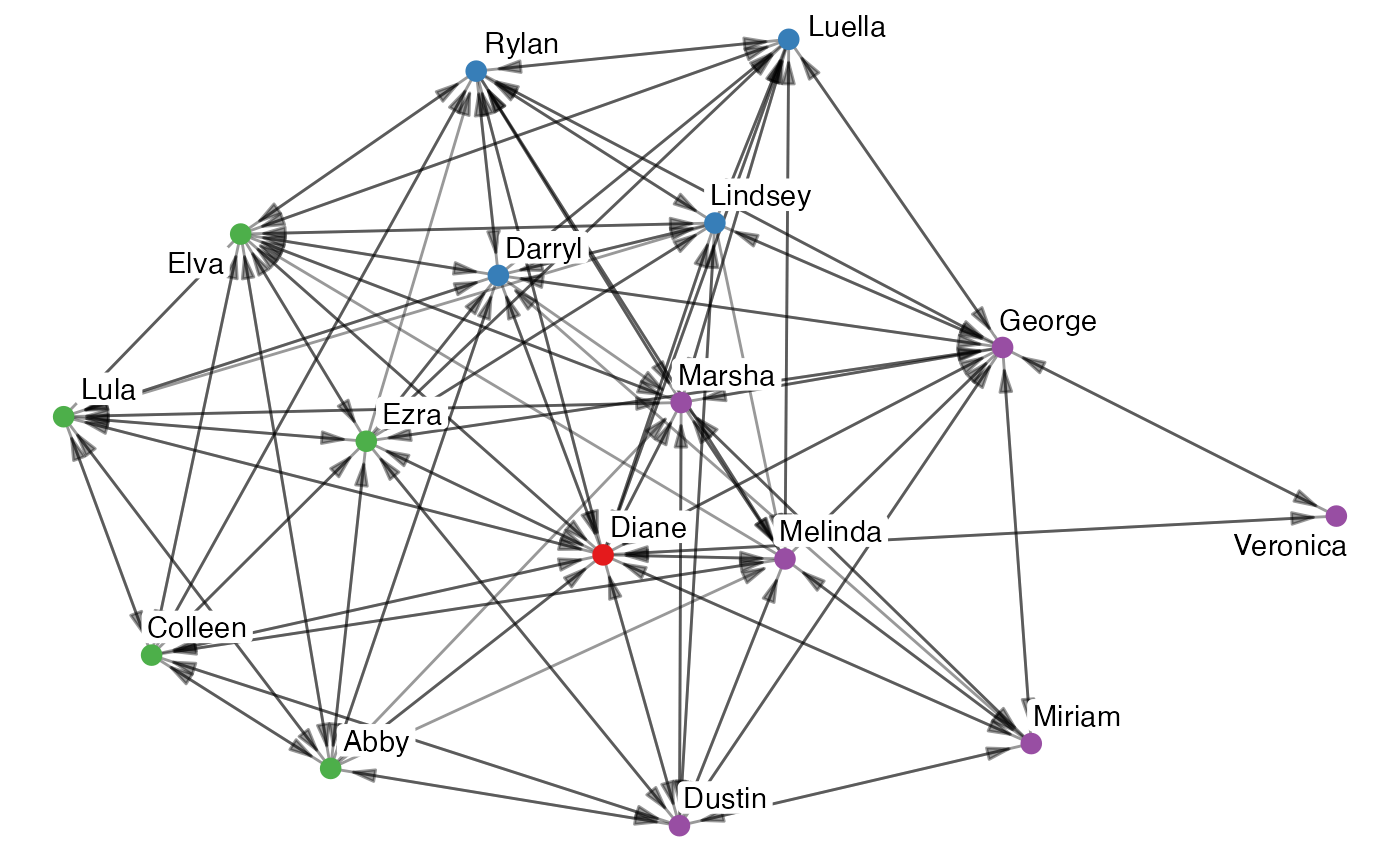 Luella
Rylan
Lindsey
Darryl
Elva
George
Marsha
Lula
Ezra
Diane
Melinda
Veronica
Colleen
Miriam
Abby
Dustin